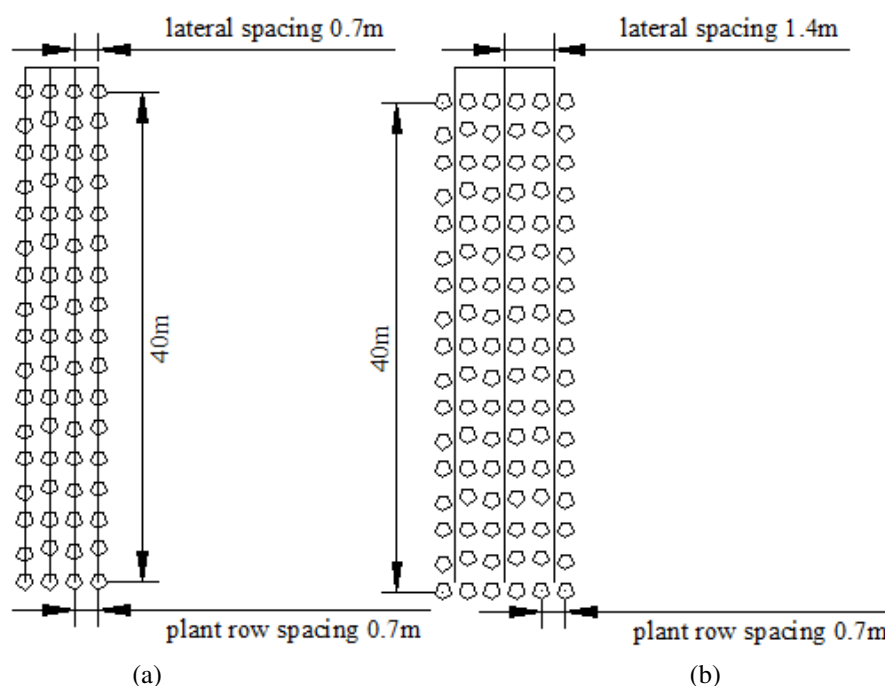 lateral spacing 0.7m
lateral spacing 1.4m
40m
40m
plant row spacing 0.7m
plant row spacing 0.7m
(a)
(b)